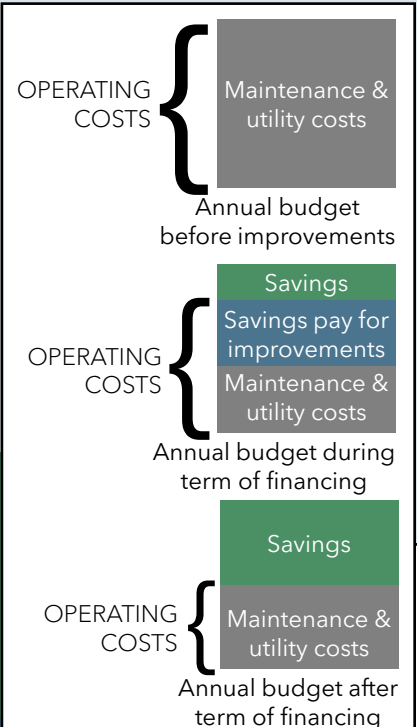 OPERATING
COSTS
Maintenance &
utility costs
Annual budget
before improvements
Savings
Savings pay for
improvements
OPERATING
COSTS
Maintenance &
utility costs
Annual budget during
term of financing
Savings
OPERATING
COSTS
Maintenance &
utility costs
Annual budget after
term of financing